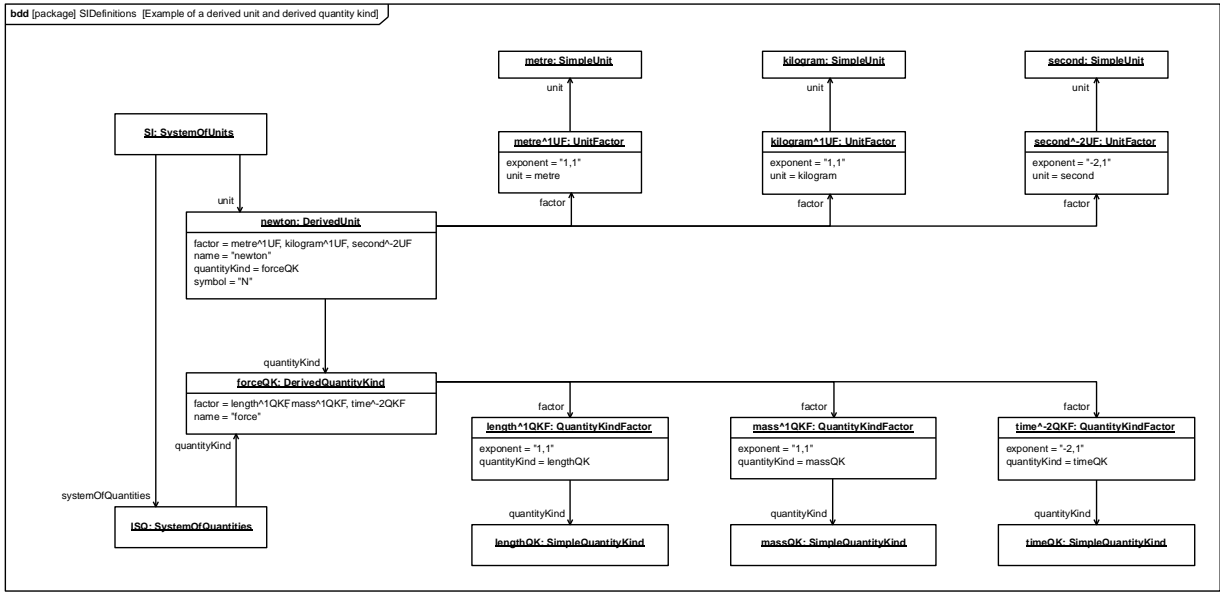 bdd [package] SIDefinitions [Example of a derived unit and derived quantity kind]
metre: SimpleUnit
kilogram: SimpleUnit
second: SimpleUnit
unit
unit
unit
SI: SystemOfUnits
metre^1UF: UnitFactor
exponent = "1,1"
unit = metre
kilogram^1UF: UnitFactor
exponent = "1,1"
unit = kilogram
second^-2UF: UnitFactor
exponent = "-2,1"
unit = second
unit
factor
factor
factor
newton: DerivedUnit
factor = metre^1UF, kilogram^1UF, second^-2UF
name = "newton"
quantityKind = forceQK
symbol = "N"
quantityKind
forceQK: DerivedQuantityKind
factor = length^1QKF, mass^1QKF, time^-2QKF
name = "force"
quantityKind
factor
factor
factor
length^1QKF: QuantityKindFactor
exponent = "1,1"
quantityKind = lengthQK
mass^1QKF: QuantityKindFactor
exponent = "1,1"
quantityKind = massQK
time^-2QKF: QuantityKindFactor
exponent = "-2,1"
quantityKind = timeQK
systemOfQuantities
ISQ: SystemOfQuantities
quantityKind
quantityKind
quantityKind
lengthQK: SimpleQuantityKind
massQK: SimpleQuantityKind
timeQK: SimpleQuantityKind